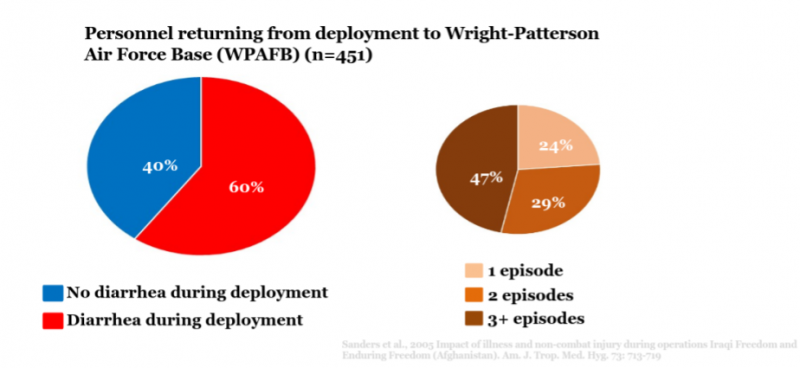 Personnel returning from deployment to Wright-Patterson
Air Force Base (WPAFB) (n=451)
40%
60%
24%
47%
29%
No diarrhea during deployment
Diarrhea during deployment
1 episode
2 episodes
3+ episodes
Sanders et al., 2005 Impact of illness and non-combat injury during operations Iraqi Freedom and
Enduring Freedom (Afghanistan). Am. J. Trop. Med. Hyg. 73: 713-719